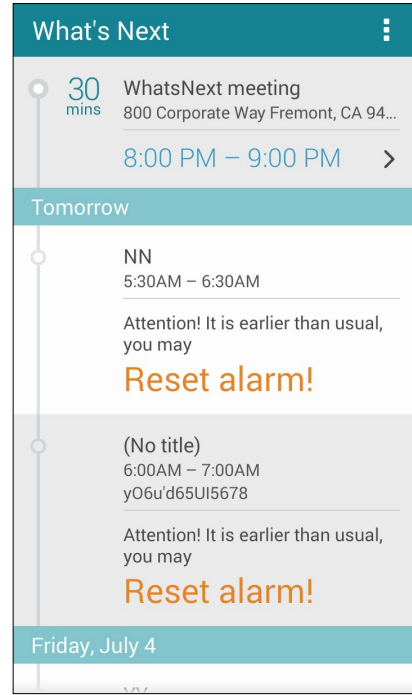 What's Next
30
mins
WhatsNext meeting
800 Corporate Way Fremont, CA 94...
8:00 PM – 9:00 PM
Tomorrow
NN
5:30AM – 6:30AM
Attention! It is earlier than usual,
you may
Reset alarm!
(No title)
6:00AM – 7:00AM
yO6u'd65UI5678
Attention! It is earlier than usual,
you may
Reset alarm!
Friday, July 4